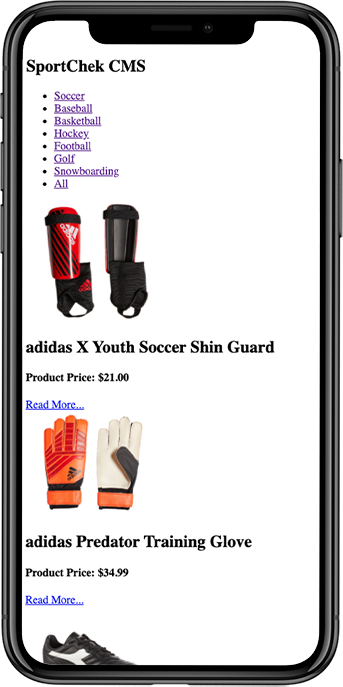 SportChek CMS
Soccer
Baseball
Basketball
Hockey
Football
Golf
Snowboarding
All
adidas X Youth Soccer Shin Guard
Product Price: $21.00
Read More...
adidas Predator Training Glove
Product Price: $34.99
Read More...